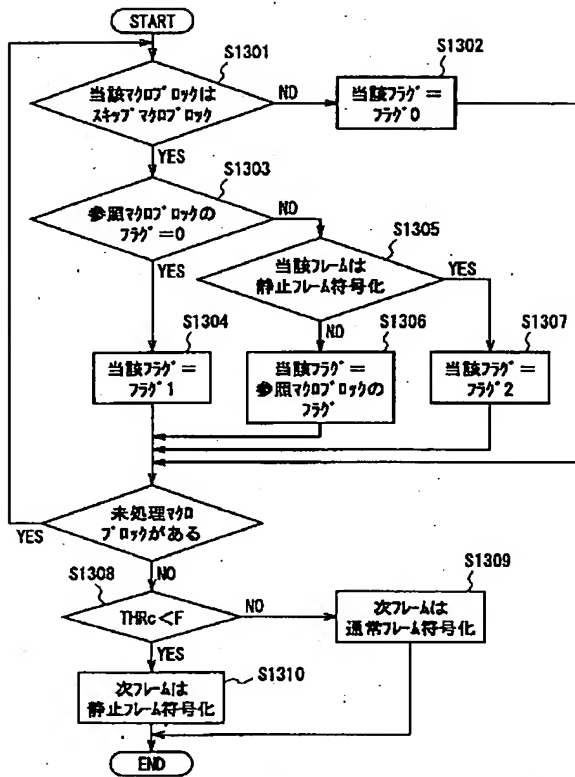 START
S1301
当該マクロブロックは
スキップマクロブロック
NO
YES
S1302
当該フラグ=
フラグ0
S1303
参照マクロブロックの
フラグ=0
NO
YES
S1305
当該フレームは
静止フレーム符号化
YES
NO
S1304
当該フラグ=
フラグ1
S1306
当該フラグ=
参照マクロブロックの
フラグ
S1307
当該フラグ=
フラグ2
未処理マクロ
ブロックがある
YES
NO
S1308
THRc<F
NO
YES
S1309
次フレームは
通常フレーム符号化
S1310
次フレームは
静止フレーム符号化
END